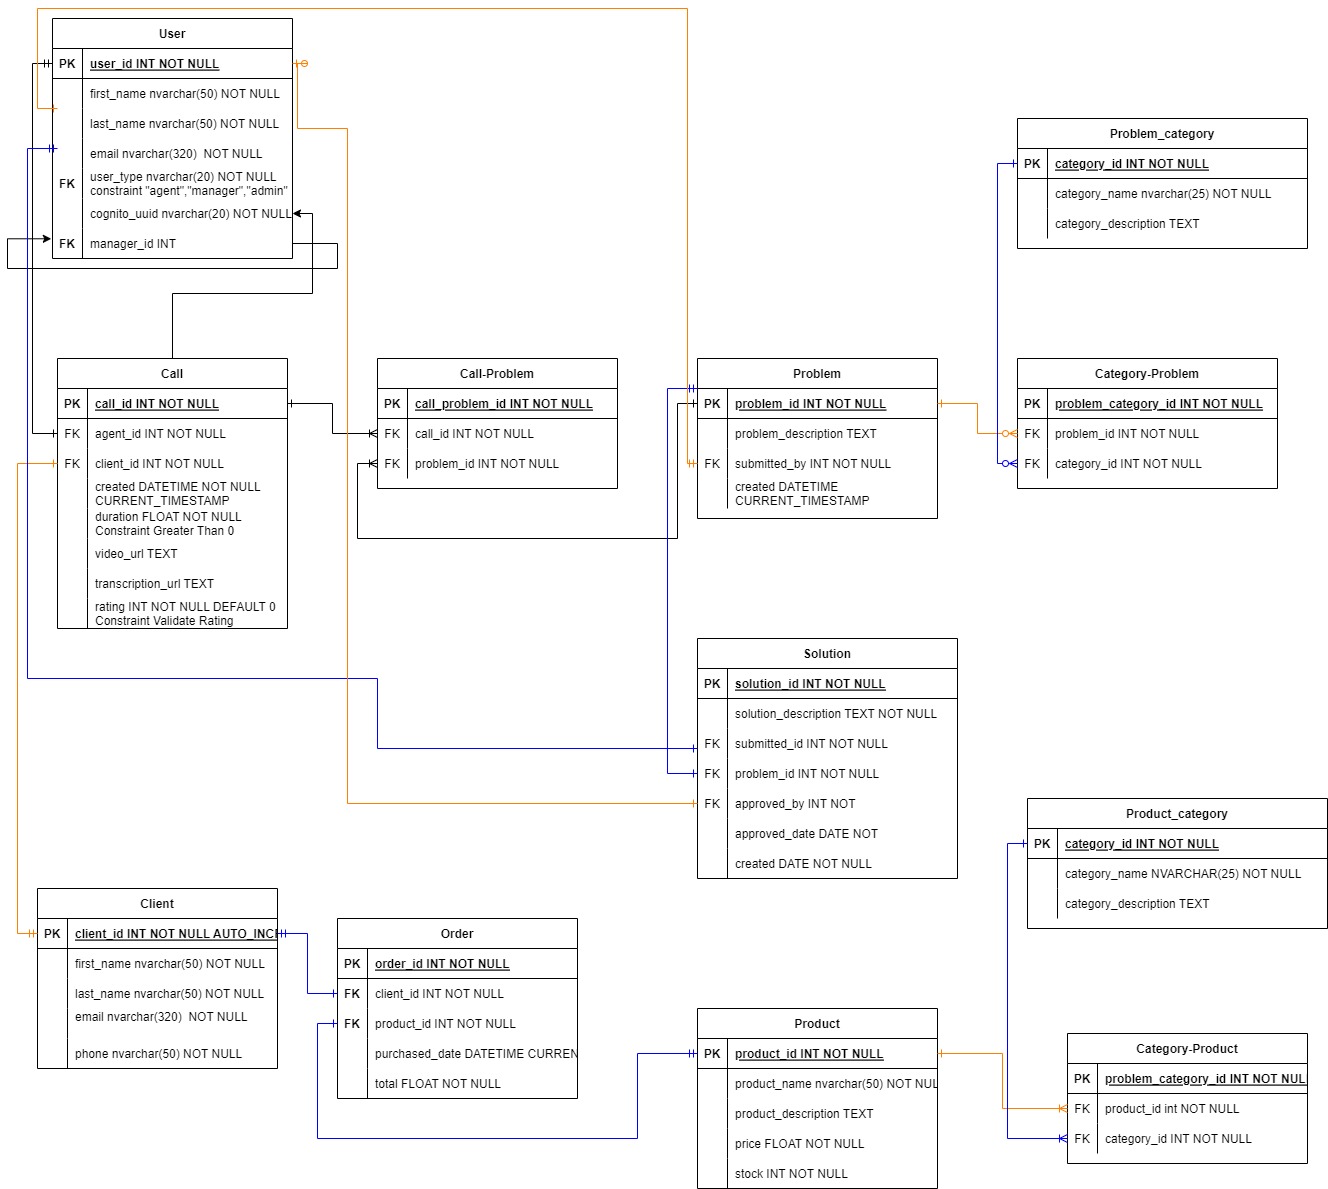 User
PK user_id INT NOT NULL
first_name nvarchar(50) NOT NULL
last_name nvarchar(50) NOT NULL
email nvarchar(320) NOT NULL
FK user_type nvarchar(20) NOT NULL
constraint "agent","manager","admin"
cognito_uuid nvarchar(20) NOT NULL
FK manager_id INT
Problem_category
PK category_id INT NOT NULL
category_name nvarchar(25) NOT NULL
category_description TEXT
Call
PK call_id INT NOT NULL
FK agent_id INT NOT NULL
FK client_id INT NOT NULL
created DATETIME NOT NULL
CURRENT_TIMESTAMP
duration FLOAT NOT NULL
Constraint Greater Than 0
video_url TEXT
transcription_url TEXT
rating INT NOT NULL DEFAULT 0
Constraint Validate Rating
Call-Problem
PK call_problem_id INT NOT NULL
FK call_id INT NOT NULL
FK problem_id INT NOT NULL
Problem
PK problem_id INT NOT NULL
problem_description TEXT
FK submitted_by INT NOT NULL
created DATETIME
CURRENT_TIMESTAMP
Category-Problem
PK problem_category_id INT NOT NULL
FK problem_id INT NOT NULL
FK category_id INT NOT NULL
Solution
PK solution_id INT NOT NULL
solution_description TEXT NOT NULL
FK submitted_id INT NOT NULL
FK problem_id INT NOT NULL
FK approved_by INT NOT
approved_date DATE NOT
created DATE NOT NULL
Product_category
PK category_id INT NOT NULL
category_name NVARCHAR(25) NOT NULL
category_description TEXT
Client
PK client_id INT NOT NULL AUTO_INC
first_name nvarchar(50) NOT NULL
last_name nvarchar(50) NOT NULL
email nvarchar(320) NOT NULL
phone nvarchar(50) NOT NULL
Order
PK order_id INT NOT NULL
FK client_id INT NOT NULL
FK product_id INT NOT NULL
purchased_date DATETIME CURREN
total FLOAT NOT NULL
Product
PK product_id INT NOT NULL
product_name nvarchar(50) NOT NUL
product_description TEXT
price FLOAT NOT NULL
stock INT NOT NULL
Category-Product
PK problem_category_id INT NOT NUL
FK product_id int NOT NULL
FK category_id INT NOT NULL